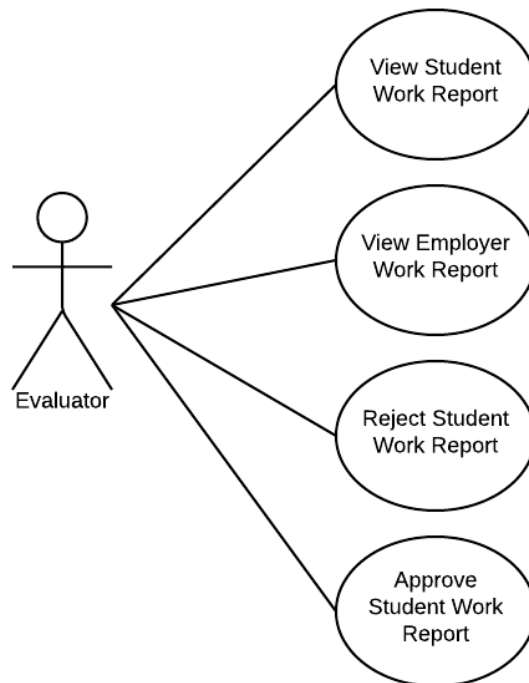 View Student
Work Report
View Employer
Work Report
Evaluator
Reject Student
Work Report
Approve
Student Work
Report